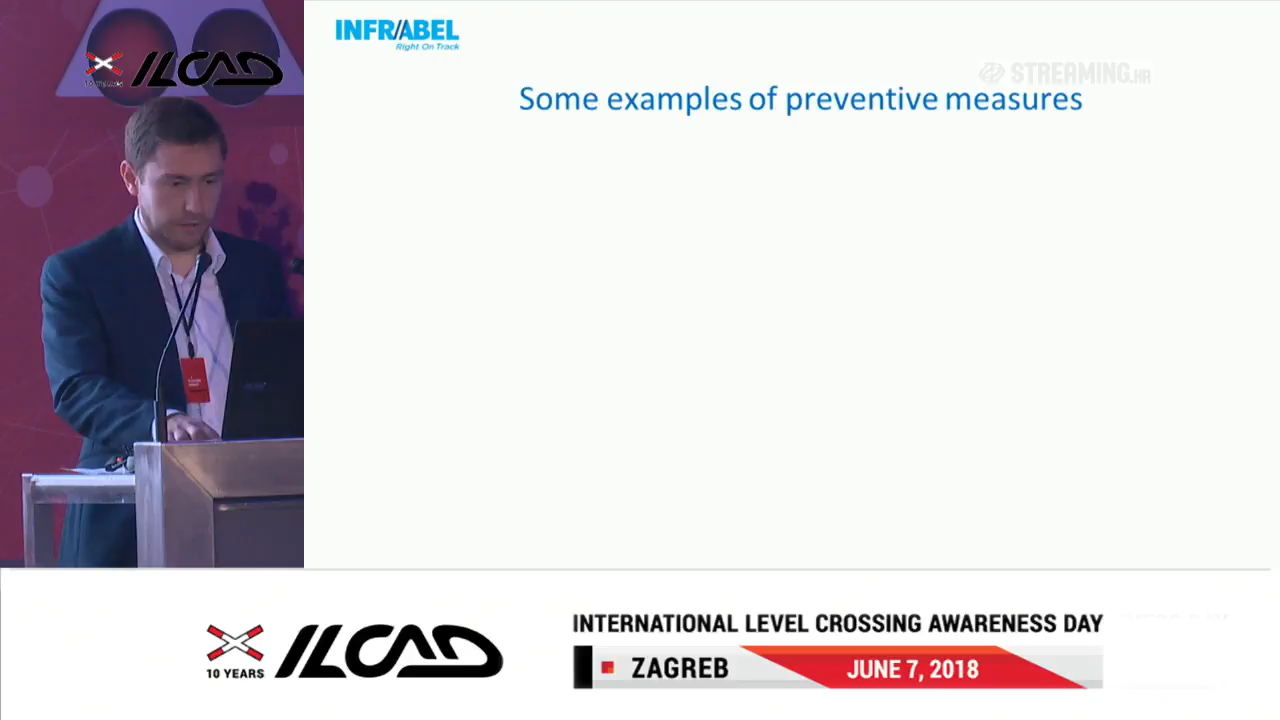 ILCAD
INFRABEL
Right On Track
STREAMING.HR
Some examples of preventive measures
10 YEARS
ILCAD
INTERNATIONAL LEVEL CROSSING AWARENESS DAY
ZAGREB
JUNE 7, 2018